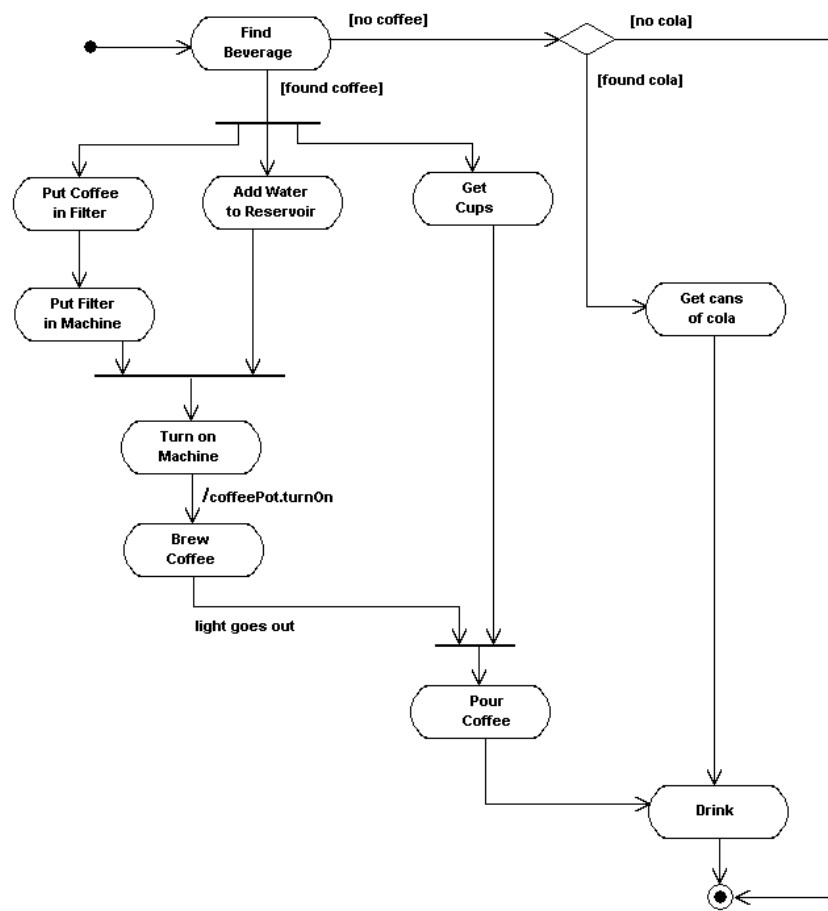 [no coffee]
[no cola]
Find
Beverage
[found coffee]
[found cola]
Put Coffee
in Filter
Add Water
to Reservoir
Get
Cups
Put Filter
in Machine
Get cans
of cola
Turn on
Machine
/coffeePot.turnOn
Brew
Coffee
light goes out
Pour
Coffee
Drink